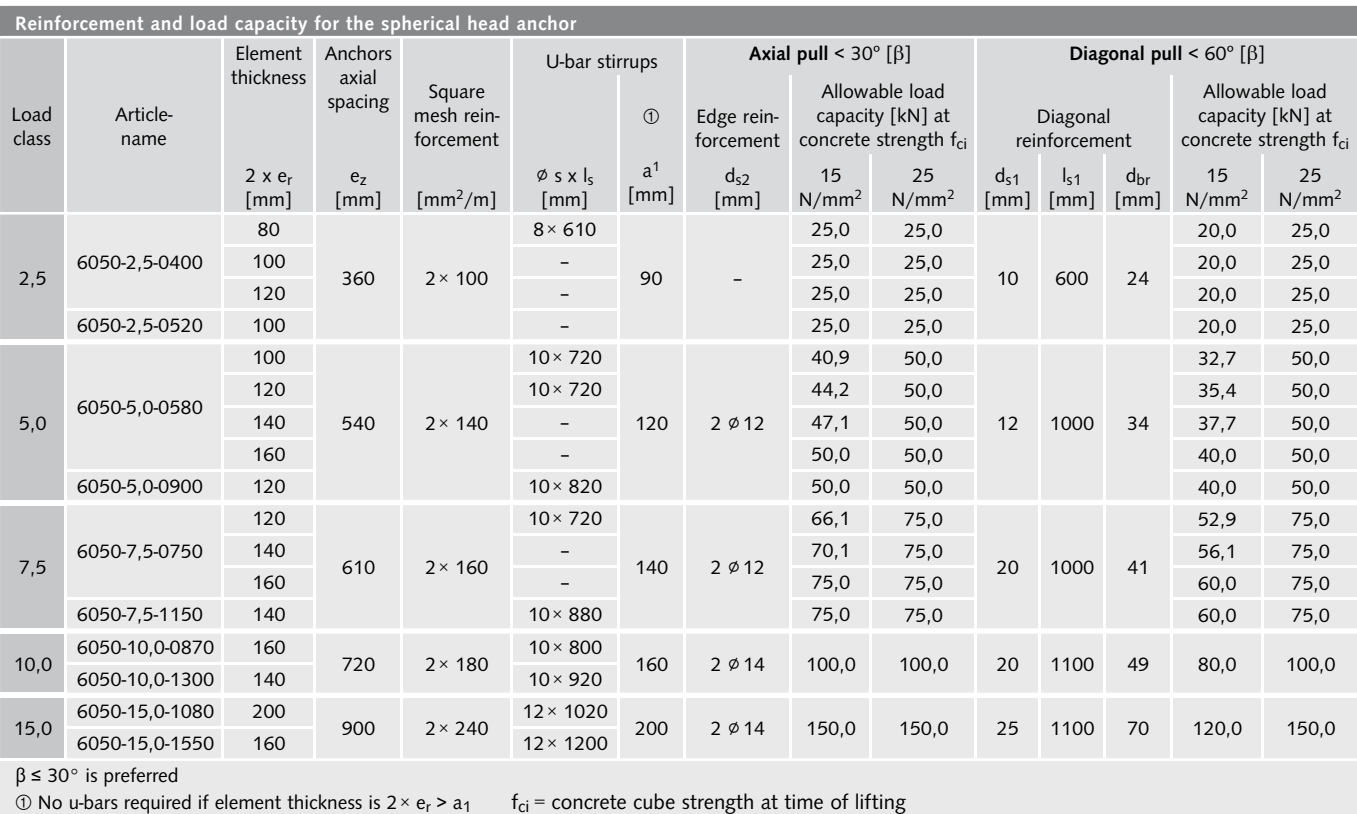 Reinforcement and load capacity for the spherical head anchor
Load class
Article-name
Element thickness
2 x e_r [mm]
Anchors axial spacing
e_z [mm]
Square mesh rein-forcement
[mm²/m]
U-bar stirrups
ø s x l_s [mm]
① a¹ [mm]
Axial pull < 30° [β]
Edge rein-forcement
d_s2 [mm]
Allowable load capacity [kN] at concrete strength f_ci
15 N/mm²
25 N/mm²
Diagonal pull < 60° [β]
Diagonal reinforcement
d_s1 [mm]
l_s1 [mm]
d_br [mm]
Allowable load capacity [kN] at concrete strength f_ci
15 N/mm²
25 N/mm²
80 8× 610 25,0 25,0 20,0 25,0
6050-2,5-0400 100 – 25,0 25,0 20,0 25,0
2,5 360 2× 100 90 – 10 600 24
120 – 25,0 25,0 20,0 25,0
6050-2,5-0520 100 – 25,0 25,0 20,0 25,0
100 10× 720 40,9 50,0 32,7 50,0
120 10× 720 44,2 50,0 35,4 50,0
6050-5,0-0580
5,0 140 540 2× 140 – 120 2 ø 12 47,1 50,0 12 1000 34 37,7 50,0
160 – 50,0 50,0 40,0 50,0
6050-5,0-0900 120 10× 820 50,0 50,0 40,0 50,0
120 10× 720 66,1 75,0 52,9 75,0
6050-7,5-0750 140 – 70,1 75,0 56,1 75,0
7,5 610 2× 160 140 2 ø 12 20 1000 41
160 – 75,0 75,0 60,0 75,0
6050-7,5-1150 140 10× 880 75,0 75,0 60,0 75,0
6050-10,0-0870 160 10× 800
10,0 720 2× 180 160 2 ø 14 100,0 100,0 20 1100 49 80,0 100,0
6050-10,0-1300 140 10× 920
6050-15,0-1080 200 12× 1020
15,0 900 2× 240 200 2 ø 14 150,0 150,0 25 1100 70 120,0 150,0
6050-15,0-1550 160 12× 1200
β ≤ 30° is preferred
① No u-bars required if element thickness is 2× e_r > a_1 f_ci = concrete cube strength at time of lifting